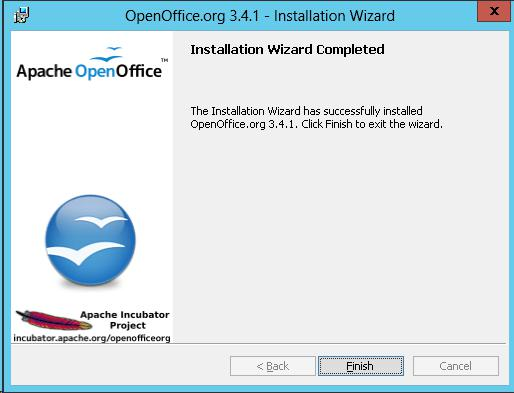 OpenOffice.org 3.4.1 - Installation Wizard
x
Apache OpenOffice™
Installation Wizard Completed
The Installation Wizard has successfully installed
OpenOffice.org 3.4.1. Click Finish to exit the wizard.
Apache Incubator
Project
incubator.apache.org/openofficeorg
< Back
Finish
Cancel